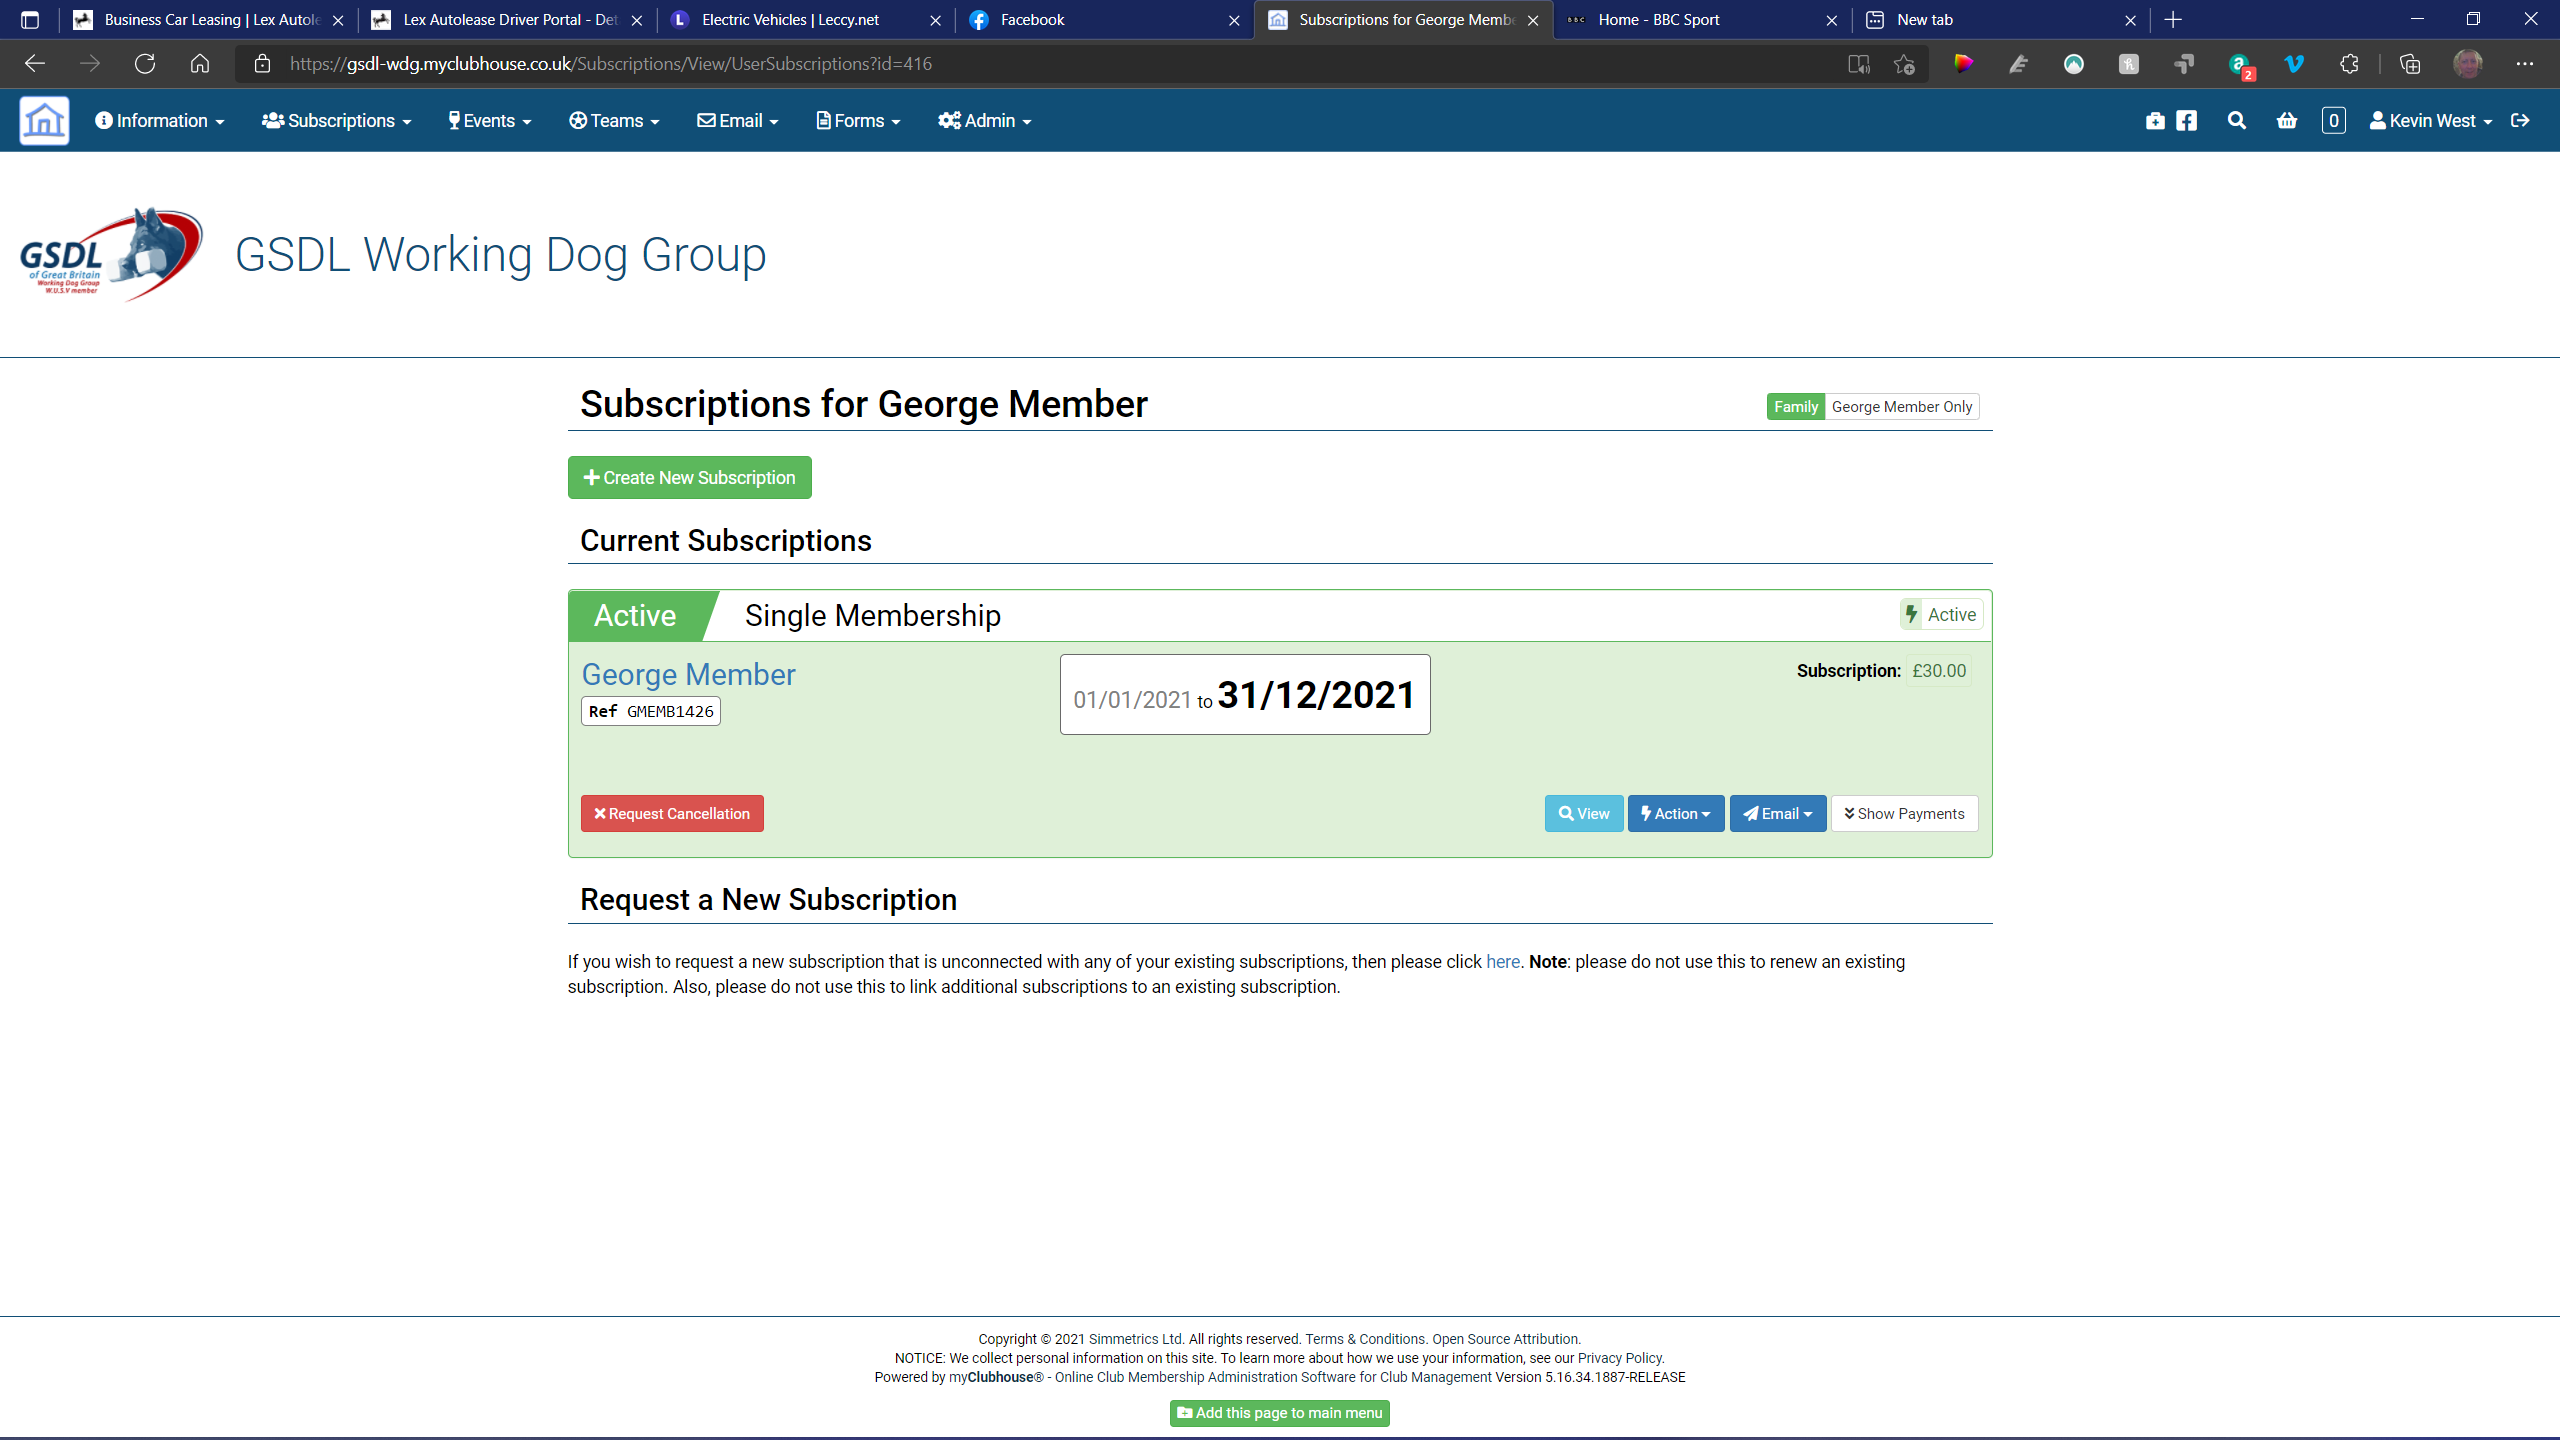 Business Car Leasing | Lex Autole
Lex Autolease Driver Portal - Det
Electric Vehicles | Leccy.net
Facebook
Subscriptions for George Membe
BBC
Home - BBC Sport
New tab
https://gsdl-wdg.myclubhouse.co.uk/Subscriptions/View/UserSubscriptions?id=416
2
Information
Subscriptions
Events
Teams
Email
Forms
Admin
0
Kevin West
GSDL
of Great Britain
Working Dog Group
W.U.S.V member
GSDL Working Dog Group
Subscriptions for George Member
Family George Member Only
Create New Subscription
Current Subscriptions
Active Single Membership Active
George Member
01/01/2021 to 31/12/2021
Subscription: £30.00
Ref GMEMB1426
Request Cancellation
View Action Email Show Payments
Request a New Subscription
If you wish to request a new subscription that is unconnected with any of your existing subscriptions, then please click here. Note: please do not use this to renew an existing
subscription. Also, please do not use this to link additional subscriptions to an existing subscription.
Copyright © 2021 Simmetrics Ltd. All rights reserved. Terms & Conditions. Open Source Attribution.
NOTICE: We collect personal information on this site. To learn more about how we use your information, see our Privacy Policy.
Powered by myClubhouse® - Online Club Membership Administration Software for Club Management Version 5.16.34.1887-RELEASE
Add this page to main menu